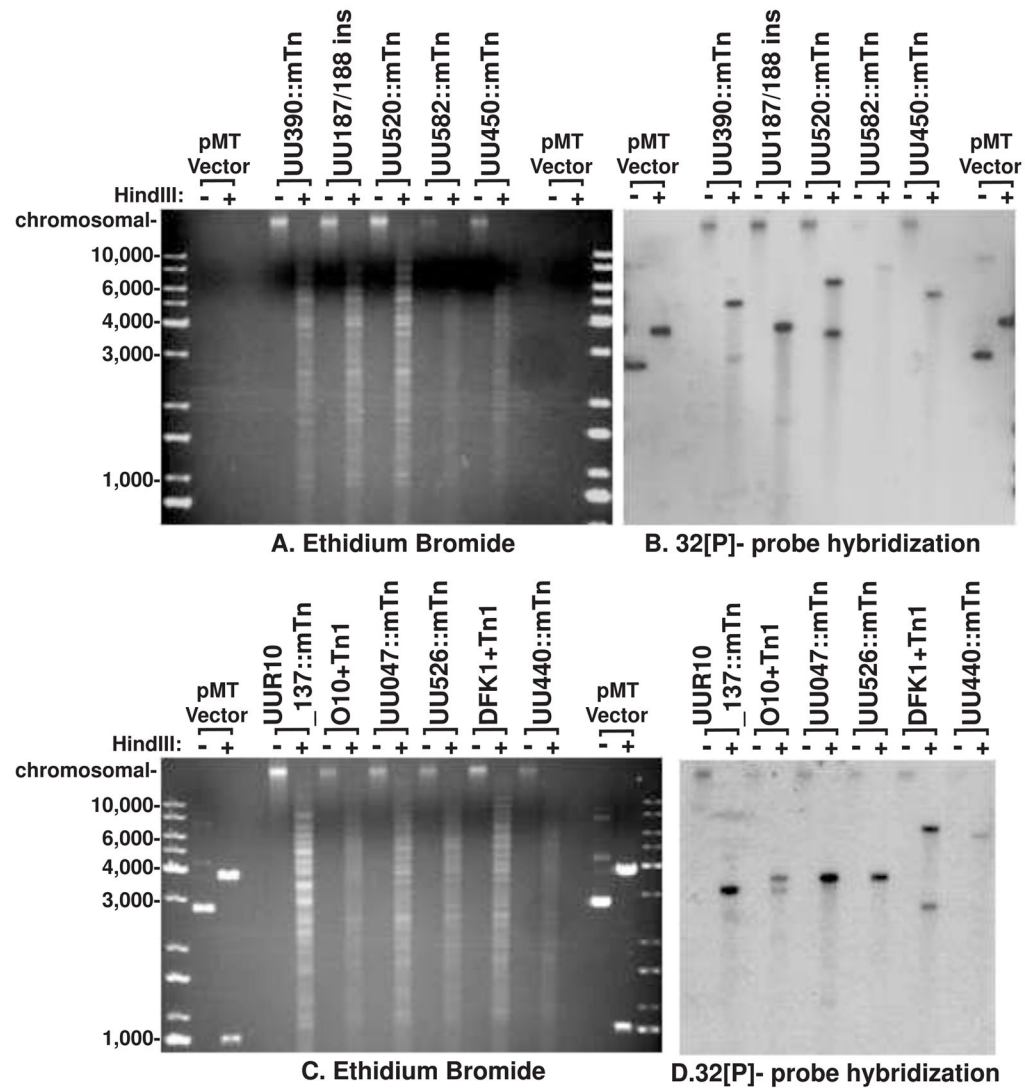 UU390::mTn
UU187/188 ins
UU520::mTn
UU582::mTn
UU450::mTn
UU390::mTn
UU187/188 ins
UU520::mTn
UU582::mTn
UU450::mTn
pMT
Vector
pMT
Vector
pMT
Vector
pMT
Vector
HindIII: - + - + - + - + - + - + - + - + - + - + - + - + - + - +
chromosomal-
10,000-
6,000-
4,000-
3,000-
1,000-
A. Ethidium Bromide
B. 32[P]- probe hybridization
UUR10
_137::mTn
O10+Tn1
UU047::mTn
UU526::mTn
DFK1+Tn1
UU440::mTn
UUR10
_137::mTn
O10+Tn1
UU047::mTn
UU526::mTn
DFK1+Tn1
UU440::mTn
pMT
Vector
pMT
Vector
HindIII: - + - + - + - + - + - + - + - + - + - + - + - + - + - +
chromosomal-
10,000-
6,000-
4,000-
3,000-
1,000-
C. Ethidium Bromide
D.32[P]- probe hybridization